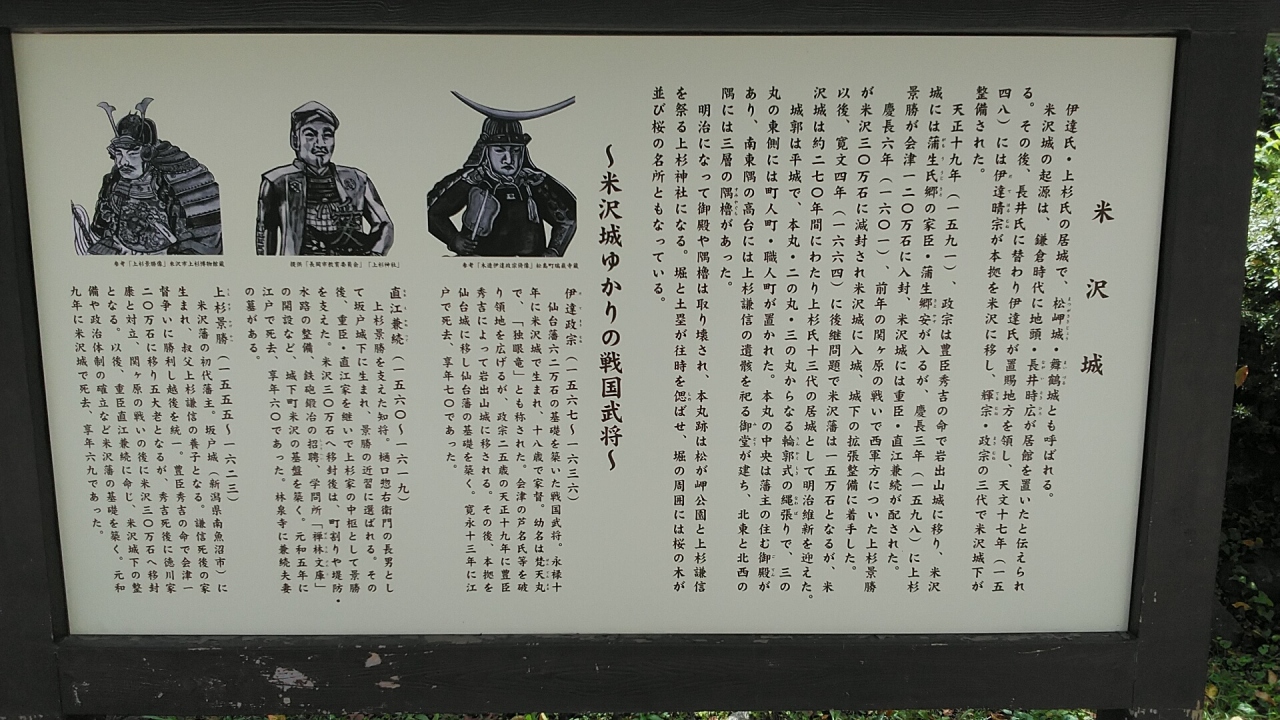 米沢城
伊達氏・上杉氏の居城で、松岬城・舞鶴城とも呼ばれる。
米沢城の起源は、鎌倉時代に地頭・長井時広が居館を置いたと伝えられ
る。その後、長井氏に替わり伊達氏が置賜地方を領し、天文十七年（一五
四八）には伊達晴宗が本拠を米沢に移し、輝宗・政宗の三代で米沢城下が
整備された。
天正十九年（一五九一）、政宗は豊臣秀吉の命で岩出山城に移り、米沢
城には蒲生氏郷の家臣・蒲生郷安が入るが、慶長三年（一五九八）に上杉
景勝が会津一二〇万石に入封、米沢城には重臣・直江兼続が配された。
慶長六年（一六〇一）、前年の関ヶ原の戦いで西軍方についた上杉景勝
が米沢三〇万石に減封され米沢城に入城、城下の拡張整備に着手した。
以後、寛文四年（一六六四）に後継問題で米沢藩は一五万石となるが、米
沢城は約二七〇年間にわたり上杉氏十三代の居城として明治維新を迎えた。
城郭は平城で、本丸・二の丸・三の丸からなる輪郭式の縄張りで、三の
丸の東側には町人町・職人町が置かれた。本丸の中央は藩主の住む御殿が
あり、南東隅の高台には上杉謙信の遺骸を祀る御堂が建ち、北東と北西の
隅には三層の隅櫓があった。
明治になって御殿や隅櫓は取り壊され、本丸跡は松が岬公園と上杉謙信
を祭る上杉神社になる。堀と土塁が往時を偲ばせ、堀の周囲には桜の木が
並び桜の名所ともなっている。
～米沢城ゆかりの戦国武将～
参考「木造伊達政宗倚像」松島町瑞巌寺蔵
伊達政宗（一五六七～一六三六）
仙台藩六二万石の基礎を築いた戦国武将。永禄十
年に米沢城で生まれ、十八歳で家督。幼名は梵天丸
で、「独眼竜」とも称された。会津の芦名氏等を破
り領地を広げるが、政宗二五歳の天正十九年に豊臣
秀吉によって岩出山城に移される。その後、本拠を
仙台城に移し仙台藩の基礎を築く。寛永十三年に江
戸で死去、享年七〇であった。
提供「長岡市教育委員会」「上杉神社」
直江兼続（一五六〇～一六一九）
上杉景勝を支えた知将。樋口惣右衛門の長男とし
て坂戸城下に生まれ、景勝の近習に選ばれる。その
後、重臣・直江家を継いで上杉家の中枢として景勝
を支えた。米沢三〇万石へ移封後は、町割りや堤防・
水路の整備、鉄砲鍛冶の招聘、学問所「禅林文庫」
の開設など、城下町米沢の基盤を築く。元和五年に
江戸で死去、享年六〇であった。林泉寺に兼続夫妻
の墓がある。
参考「上杉景勝像」米沢市上杉博物館蔵
上杉景勝（一五五五～一六二三）
米沢藩の初代藩主。坂戸城（新潟県南魚沼市）に
生まれ、叔父上杉謙信の養子となる。謙信死後の家
督争いに勝利し越後を統一。豊臣秀吉の命で会津一
二〇万石に移り五大老となるが、秀吉死後に徳川家
康と対立、関ヶ原の戦いの後に米沢三〇万石へ移封
となる。以後、重臣直江兼続に命じ、米沢城下の整
備や政治体制の確立など米沢藩の基礎を築く。元和
九年に米沢城で死去、享年六九であった。